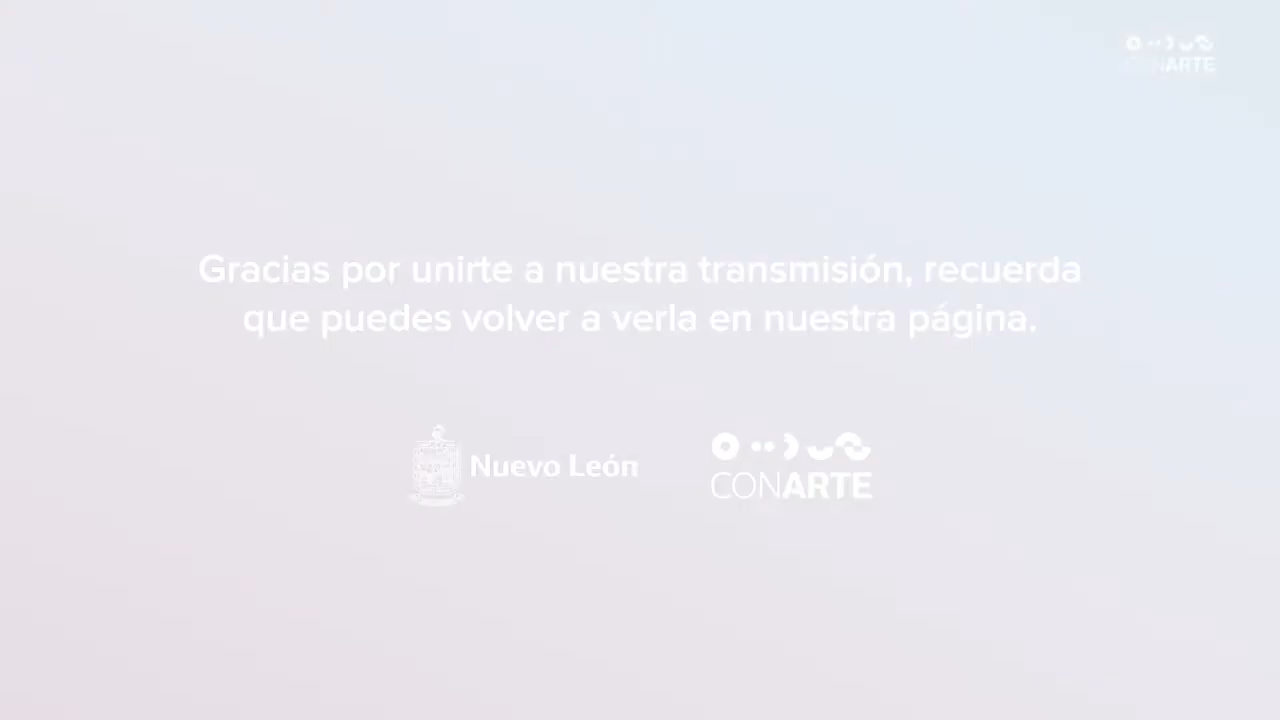 CONARTE
Gracias por unirte a nuestra transmisión, recuerda
que puedes volver a verla en nuestra página.
Nuevo León
CONARTE